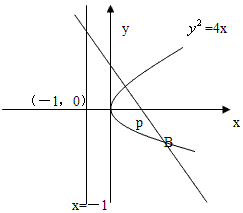 y
y²=4x
(-1, 0)
p
x
B
x=-1